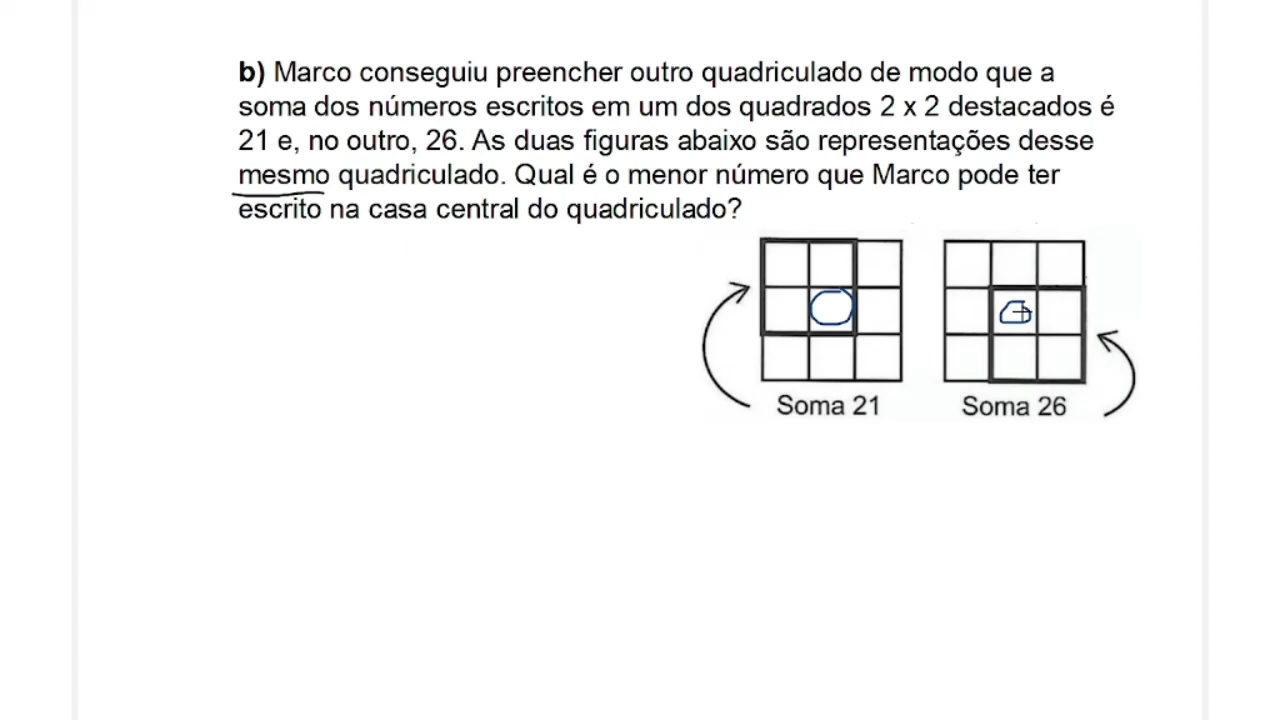 b) Marco conseguiu preencher outro quadriculado de modo que a
soma dos números escritos em um dos quadrados 2 x 2 destacados é
21 e, no outro, 26. As duas figuras abaixo são representações desse
mesmo quadriculado. Qual é o menor número que Marco pode ter
escrito na casa central do quadriculado?
Soma 21
Soma 26